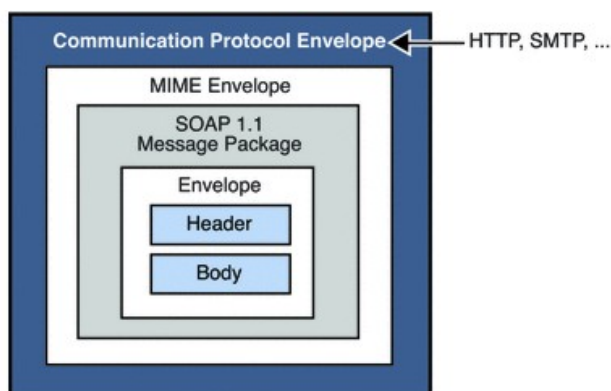 Communication Protocol Envelope
HTTP, SMTP, ...
MIME Envelope
SOAP 1.1
Message Package
Envelope
Header
Body